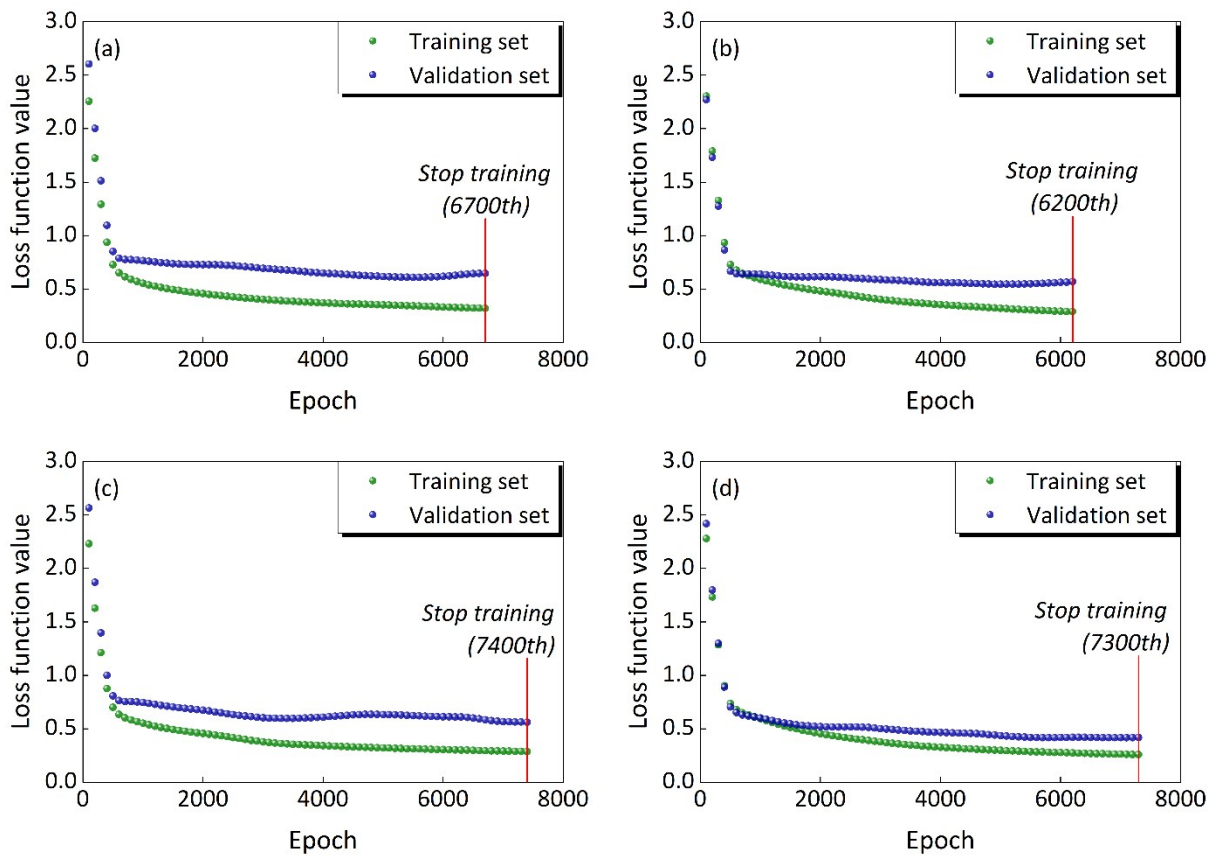 (a)
Training set
Validation set
Stop training
(6700th)
Loss function value
3.0
2.5
2.0
1.5
1.0
0.5
0.0
0 2000 4000 6000 8000
Epoch
(b)
Training set
Validation set
Stop training
(6200th)
Loss function value
3.0
2.5
2.0
1.5
1.0
0.5
0.0
0 2000 4000 6000 8000
Epoch
(c)
Training set
Validation set
Stop training
(7400th)
Loss function value
3.0
2.5
2.0
1.5
1.0
0.5
0.0
0 2000 4000 6000 8000
Epoch
(d)
Training set
Validation set
Stop training
(7300th)
Loss function value
3.0
2.5
2.0
1.5
1.0
0.5
0.0
0 2000 4000 6000 8000
Epoch